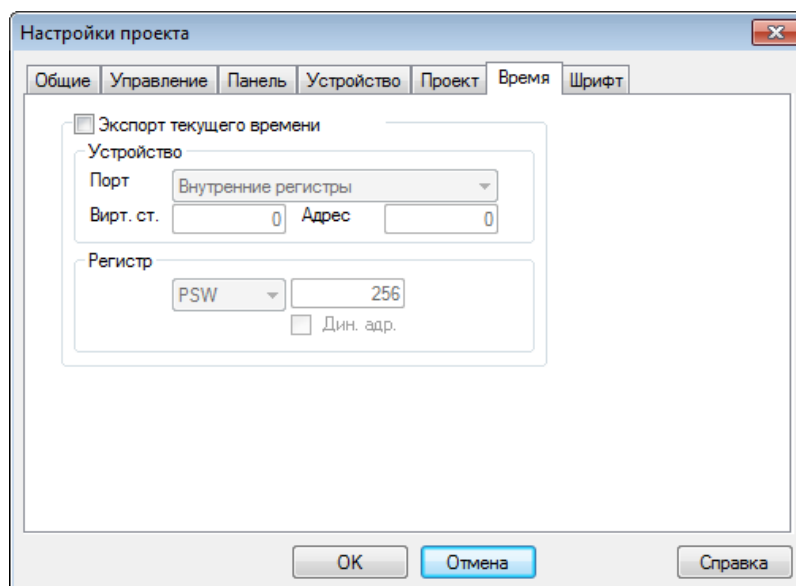 Настройки проекта
Общие Управление Панель Устройство Проект Время Шрифт
Экспорт текущего времени
Устройство
Порт Внутренние регистры
Вирт. ст. 0 Адрес 0
Регистр
PSW 256
Дин. адр.
OK Отмена Справка